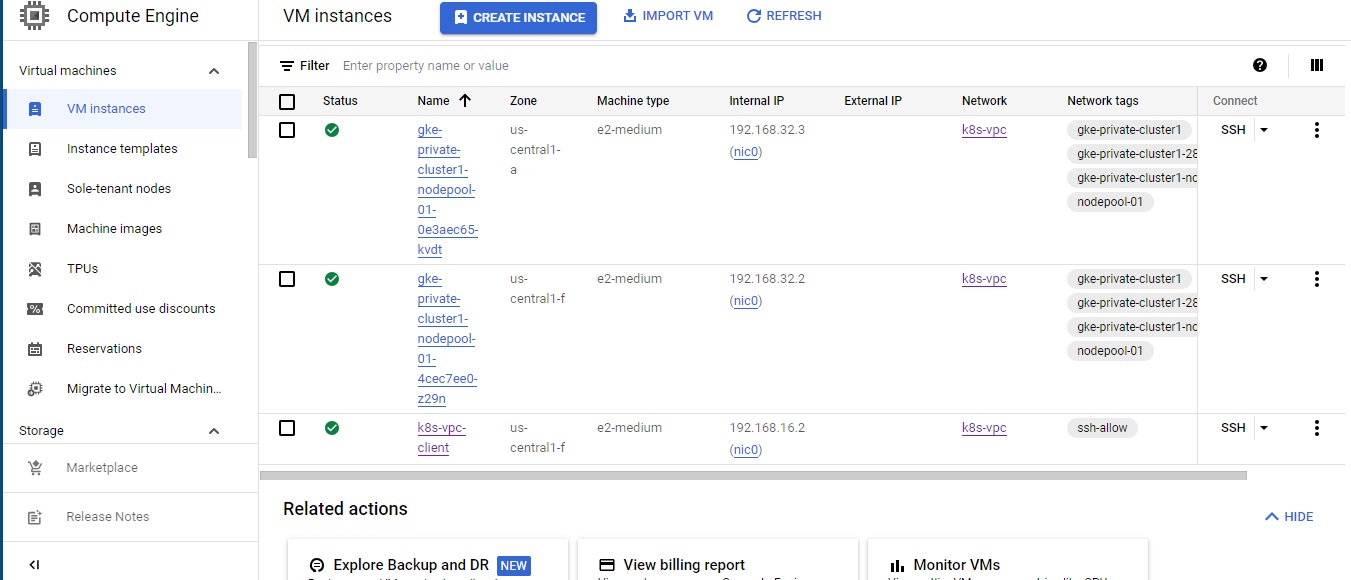 Compute Engine
VM instances
CREATE INSTANCE
IMPORT VM
REFRESH
Virtual machines
VM instances
Instance templates
Sole-tenant nodes
Machine images
TPUs
Committed use discounts
Reservations
Migrate to Virtual Machin...
Storage
Marketplace
Release Notes
Filter Enter property name or value
Status Name Zone Machine type Internal IP External IP Network Network tags Connect
gke- us- e2-medium 192.168.32.3 k8s-vpc gke-private-cluster1 SSH
private- central1- (nic0) gke-private-cluster1-28
cluster1- a gke-private-cluster1-no
nodepool- nodepool-01
01-
0e3aec65-
kvdt
gke- us- e2-medium 192.168.32.2 k8s-vpc gke-private-cluster1 SSH
private- central1-f (nic0) gke-private-cluster1-28
cluster1- gke-private-cluster1-no
nodepool- nodepool-01
01-
4cec7ee0-
z29n
k8s-vpc- us- e2-medium 192.168.16.2 k8s-vpc ssh-allow SSH
client central1-f (nic0)
Related actions
HIDE
Explore Backup and DR NEW
View billing report
Monitor VMs